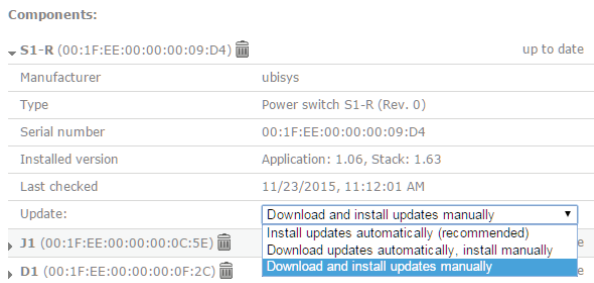 Components:
S1-R (00:1F:EE:00:00:00:09:D4) up to date
Manufacturer ubisys
Type Power switch S1-R (Rev. 0)
Serial number 00:1F:EE:00:00:00:09:D4
Installed version Application: 1.06, Stack: 1.63
Last checked 11/23/2015, 11:12:01 AM
Update: Download and install updates manually
Install updates automatically (recommended)
J1 (00:1F:EE:00:00:00:0C:5E) Download updates automatically, install manually e
Download and install updates manually
D1 (00:1F:EE:00:00:00:0F:2C) e